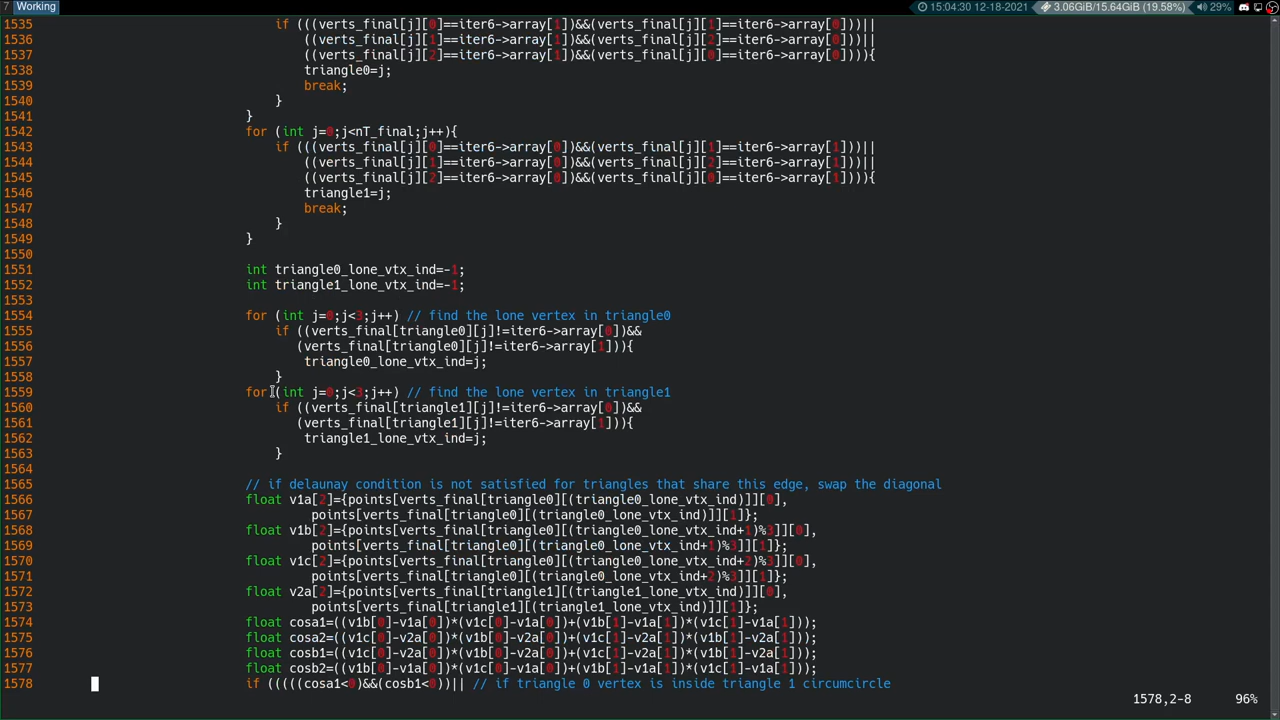 7 Working 15:04:30 12-18-2021 3.06GiB/15.64GiB (19.58%) 29%
1535 if (((verts_final[j][0]==iter6->array[1])&&(verts_final[j][1]==iter6->array[0]))||
1536 ((verts_final[j][1]==iter6->array[1])&&(verts_final[j][2]==iter6->array[0]))||
1537 ((verts_final[j][2]==iter6->array[1])&&(verts_final[j][0]==iter6->array[0]))){
1538 triangle0=j;
1539 break;
1540 }
1541 }
1542 for (int j=0;j<nT_final;j++){
1543 if (((verts_final[j][0]==iter6->array[0])&&(verts_final[j][1]==iter6->array[1]))||
1544 ((verts_final[j][1]==iter6->array[0])&&(verts_final[j][2]==iter6->array[1]))||
1545 ((verts_final[j][2]==iter6->array[0])&&(verts_final[j][0]==iter6->array[1]))){
1546 triangle1=j;
1547 break;
1548 }
1549 }
1550
1551 int triangle0_lone_vtx_ind=-1;
1552 int triangle1_lone_vtx_ind=-1;
1553
1554 for (int j=0;j<3;j++) // find the lone vertex in triangle0
1555 if ((verts_final[triangle0][j]!=iter6->array[0])&&
1556 (verts_final[triangle0][j]!=iter6->array[1])){
1557 triangle0_lone_vtx_ind=j;
1558 }
1559 for (int j=0;j<3;j++) // find the lone vertex in triangle1
1560 if ((verts_final[triangle1][j]!=iter6->array[0])&&
1561 (verts_final[triangle1][j]!=iter6->array[1])){
1562 triangle1_lone_vtx_ind=j;
1563 }
1564
1565 // if delaunay condition is not satisfied for triangles that share this edge, swap the diagonal
1566 float v1a[2]={points[verts_final[triangle0][(triangle0_lone_vtx_ind)]][0],
1567 points[verts_final[triangle0][(triangle0_lone_vtx_ind)]][1]};
1568 float v1b[2]={points[verts_final[triangle0][(triangle0_lone_vtx_ind+1)%3]][0],
1569 points[verts_final[triangle0][(triangle0_lone_vtx_ind+1)%3]][1]};
1570 float v1c[2]={points[verts_final[triangle0][(triangle0_lone_vtx_ind+2)%3]][0],
1571 points[verts_final[triangle0][(triangle0_lone_vtx_ind+2)%3]][1]};
1572 float v2a[2]={points[verts_final[triangle1][(triangle1_lone_vtx_ind)]][0],
1573 points[verts_final[triangle1][(triangle1_lone_vtx_ind)]][1]};
1574 float cosa1=((v1b[0]-v1a[0])*(v1c[0]-v1a[0])+(v1b[1]-v1a[1])*(v1c[1]-v1a[1]));
1575 float cosa2=((v1c[0]-v2a[0])*(v1b[0]-v2a[0])+(v1c[1]-v2a[1])*(v1b[1]-v2a[1]));
1576 float cosb1=((v1c[0]-v2a[0])*(v1b[0]-v2a[0])+(v1c[1]-v2a[1])*(v1b[1]-v2a[1]));
1577 float cosb2=((v1b[0]-v1a[0])*(v1c[0]-v1a[0])+(v1b[1]-v1a[1])*(v1c[1]-v1a[1]));
1578 if (((((cosa1<0)&&(cosb1<0))|| // if triangle 0 vertex is inside triangle 1 circumcircle
1578,2-8 96%